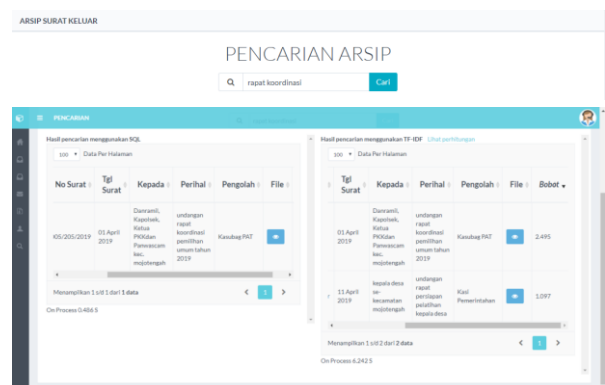 ARSIP SURAT KELUAR
PENCARIAN ARSIP
rapat koordinasi
Cari
PENCARIAN
Hasil pencarian menggunakan SQL
100 Data Per Halaman
No Surat Tgl Surat Kepada Perihal Pengolah File
005/205/2019 01 April 2019 Danramil, Kapolsek, Ketua PKKdan Panwascam kec. mojotengah undangan rapat koordinasi pemilihan umum tahun 2019 Kasubag PAT
Menampilkan 1 s/d 1 dari 1 data
1
On Process 0.486 S
Hasil pencarian menggunakan TF-IDF Lihat perhitungan
100 Data Per Halaman
Tgl Surat Kepada Perihal Pengolah File Bobot
01 April 2019 Danramil, Kapolsek, Ketua PKKdan Panwascam kec. mojotengah undangan rapat koordinasi pemilihan umum tahun 2019 Kasubag PAT 2.495
11 April 2019 kepala desa se-kecamatan mojotengah undangan rapat persiapan pelatihan kepala desa Kasi Pemerintahan 1.097
Menampilkan 1 s/d 2 dari 2 data
1
On Process 6.242 S